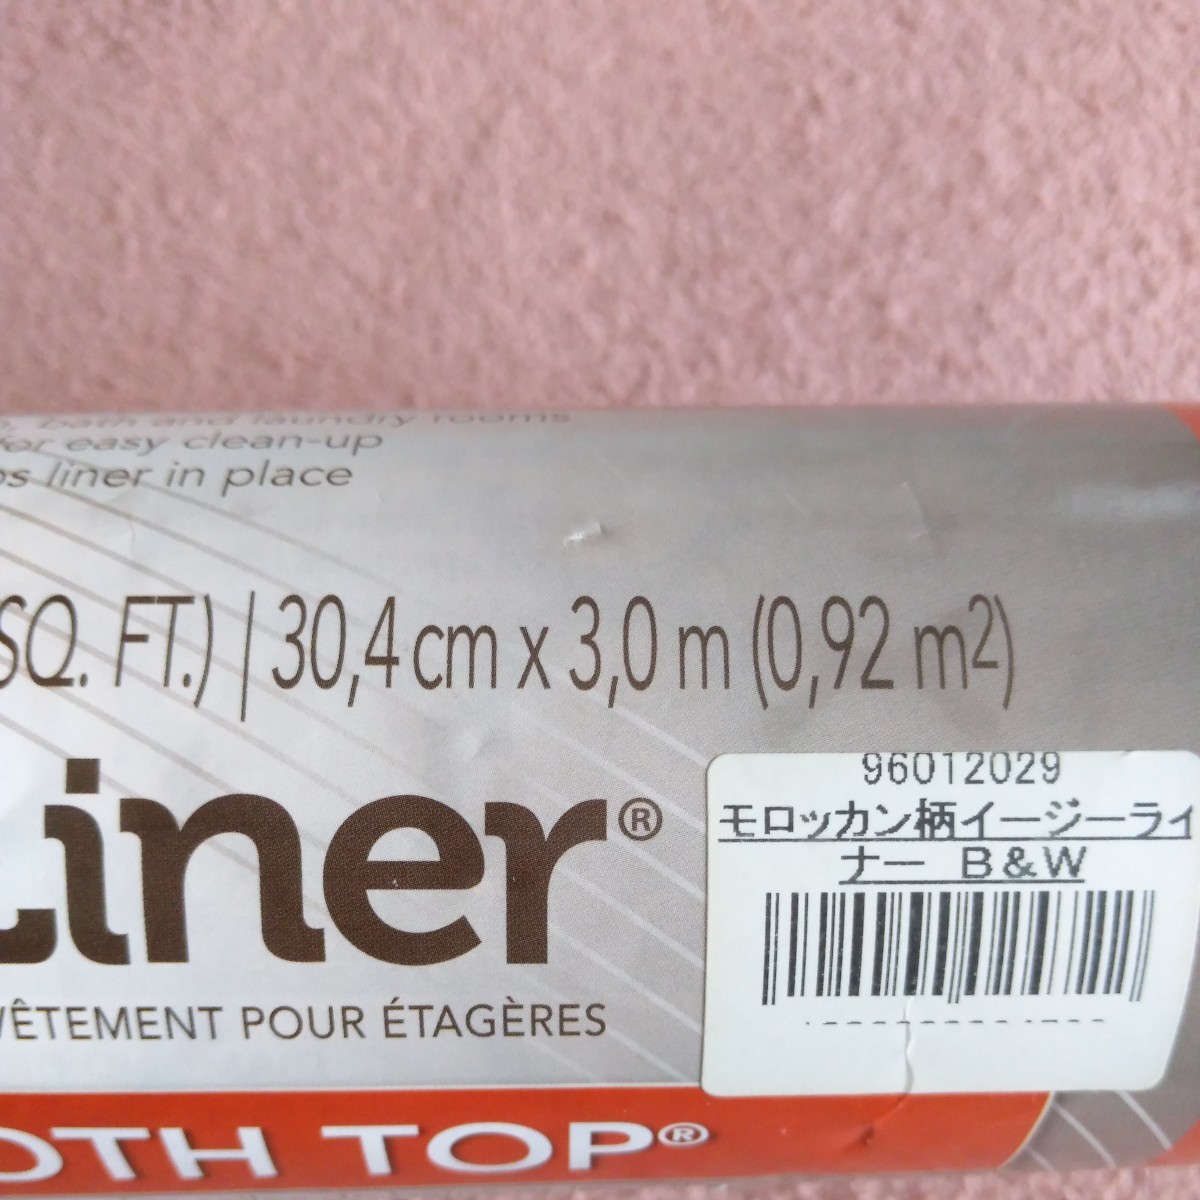 bath and laundry rooms
for easy clean-up
liner in place
SQ. FT.) | 30,4 cm x 3,0 m (0,92 m²)
Liner®
VÊTEMENT POUR ÉTAGÈRES
OTH TOP®
96012029
モロッカン柄イージーライ
ナー B&W